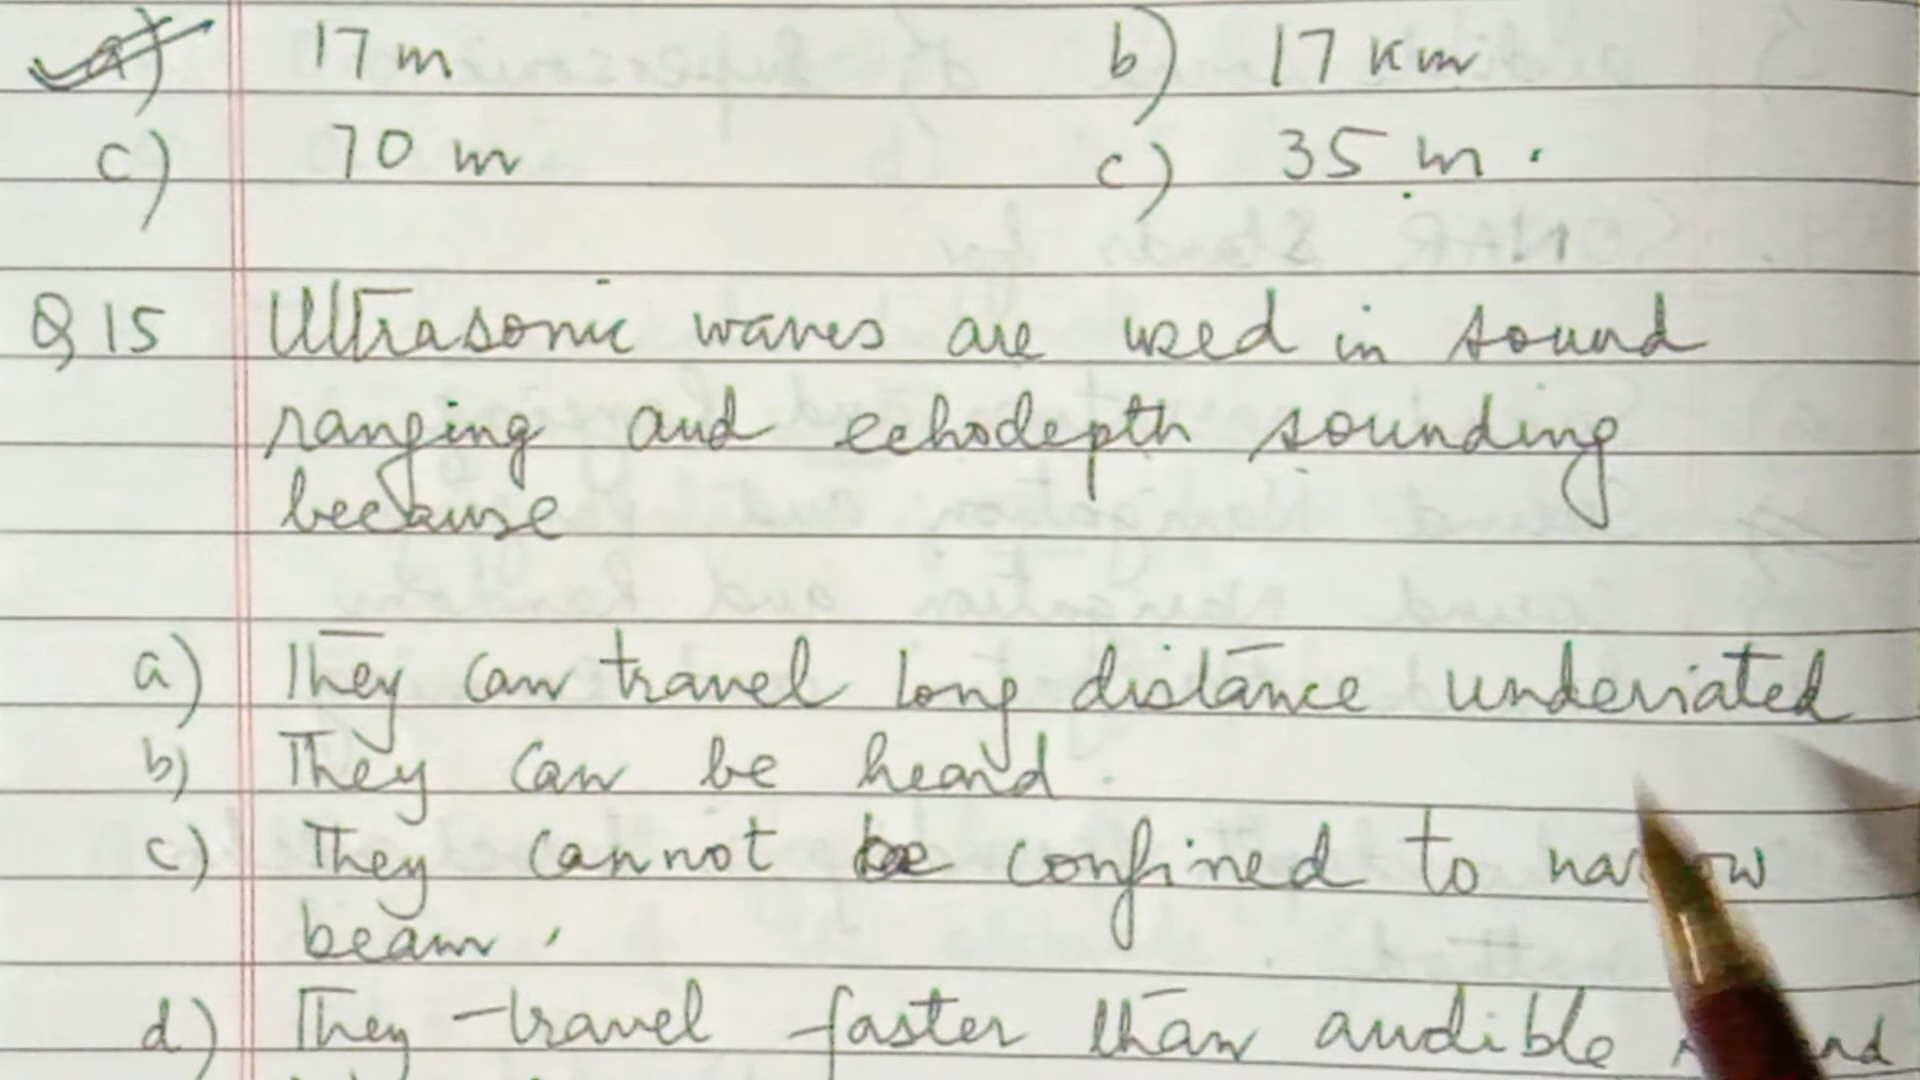 a) 17 m b) 17 km
c) 70 m c) 35 m.
Q 15 Ultrasonic waves are used in sound
ranging and echodepth sounding
because
a) They can travel long distance undeviated
b) They can be heard.
c) They cannot be confined to narrow
beam.
d) They travel faster than audible